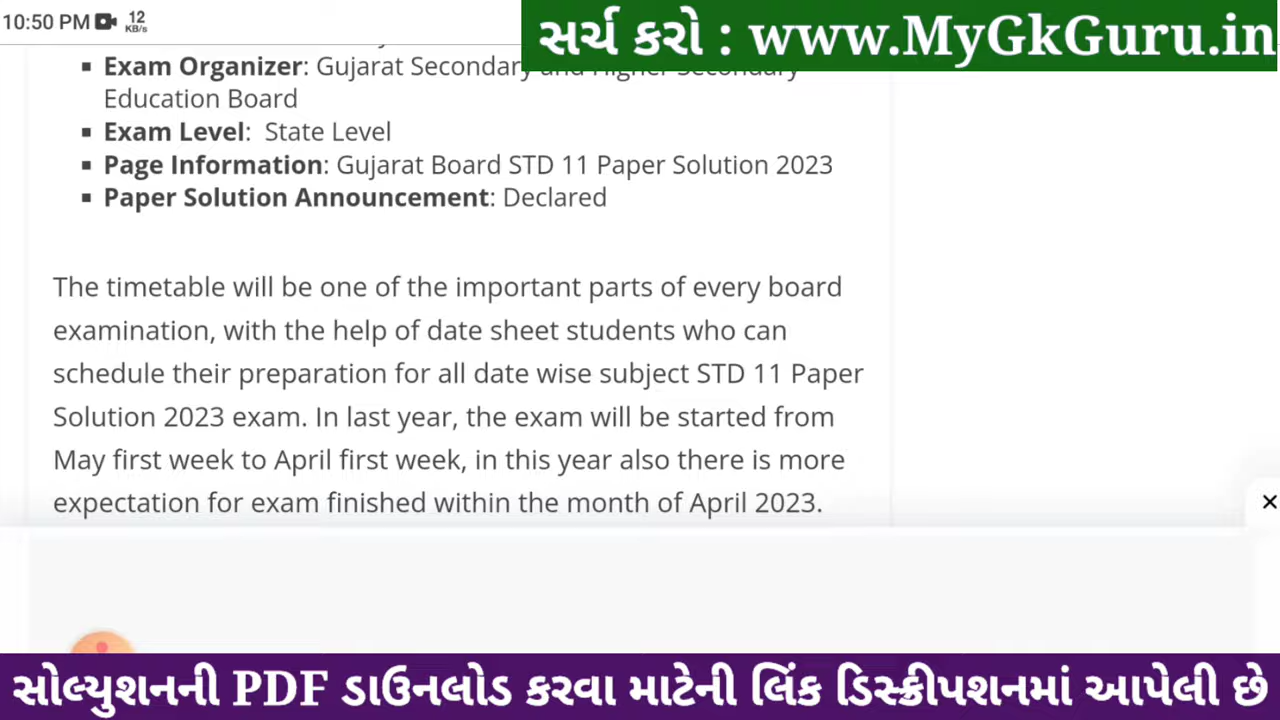 10:50 PM 12 KB/s
સર્ચ કરો : www.MyGkGuru.in
▪ Exam Organizer: Gujarat Secondary and Higher Secondary
Education Board
▪ Exam Level: State Level
▪ Page Information: Gujarat Board STD 11 Paper Solution 2023
▪ Paper Solution Announcement: Declared
The timetable will be one of the important parts of every board
examination, with the help of date sheet students who can
schedule their preparation for all date wise subject STD 11 Paper
Solution 2023 exam. In last year, the exam will be started from
May first week to April first week, in this year also there is more
expectation for exam finished within the month of April 2023.
સોલ્યુશનની PDF ડાઉનલોડ કરવા માટેની લિંક ડિસ્ક્રીપશનમાં આપેલી છે